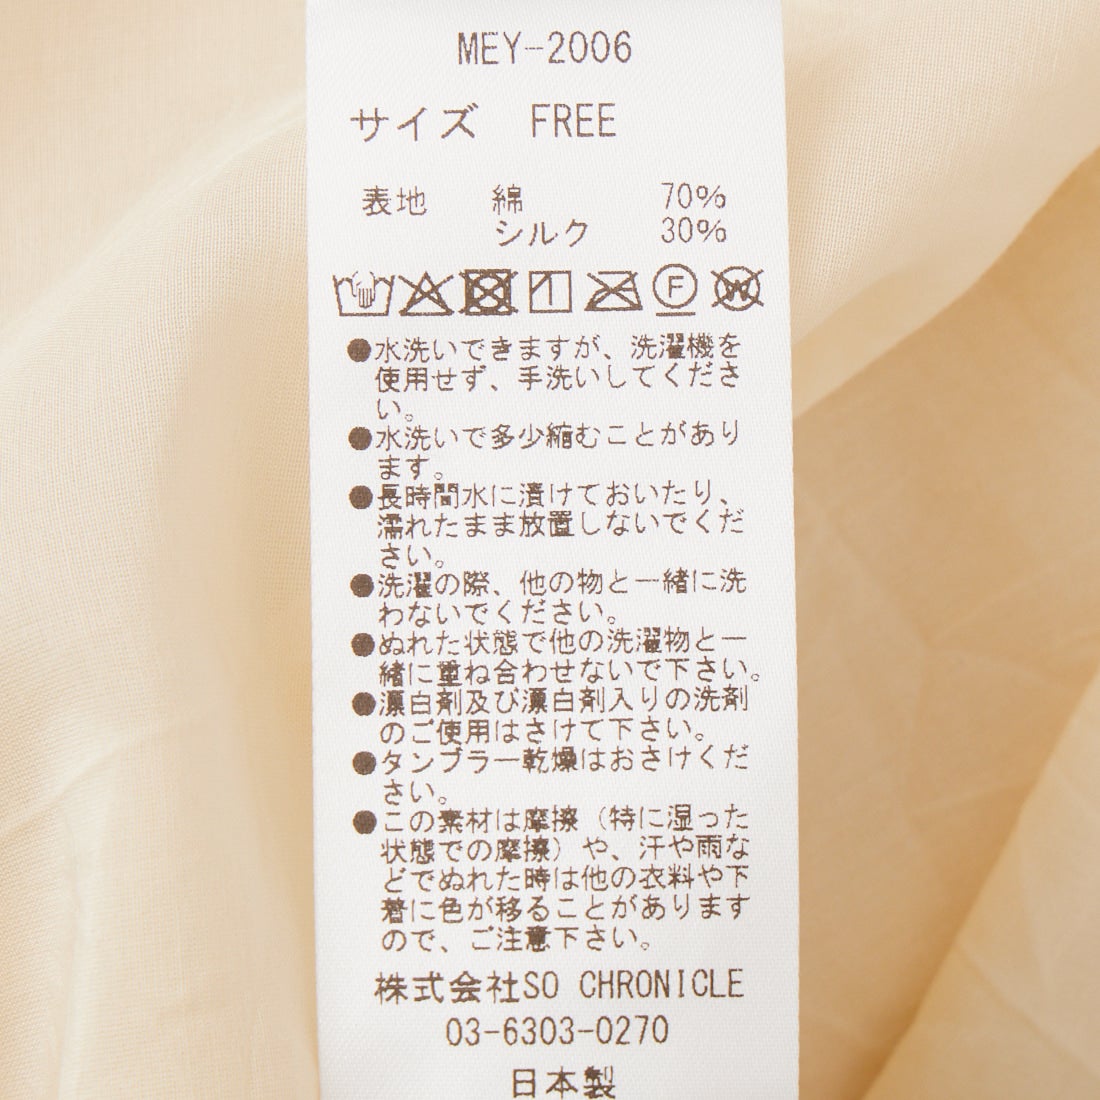 MEY-2006
サイズ FREE
表地 綿 70%
シルク 30%
F
W
●水洗いできますが、洗濯機を
使用せず、手洗いしてくださ
い。
●水洗いで多少縮むことがあり
ます。
●長時間水に漬けておいたり、
濡れたまま放置しないでくだ
さい。
●洗濯の際、他の物と一緒に洗
わないでください。
●ぬれた状態で他の洗濯物と一
緒に重ね合わせないで下さい。
●漂白剤及び漂白剤入りの洗剤
のご使用はさけて下さい。
●タンブラー乾燥はおさけくだ
さい。
●この素材は摩擦（特に湿った
状態での摩擦）や、汗や雨な
どでぬれた時は他の衣料や下
着に色が移ることがあります
ので、ご注意下さい。
株式会社SO CHRONICLE
03-6303-0270
日本製